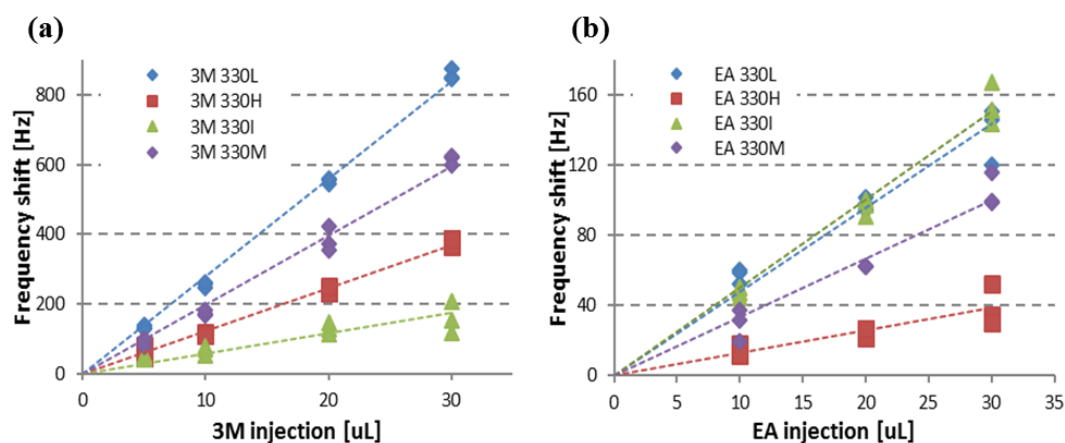 (a)
3M 330L
3M 330H
3M 330I
3M 330M
Frequency shift [Hz]
800
600
400
200
0
0 10 20 30
3M injection [uL]
(b)
EA 330L
EA 330H
EA 330I
EA 330M
Frequency shift [Hz]
160
120
80
40
0
0 5 10 15 20 25 30 35
EA injection [uL]